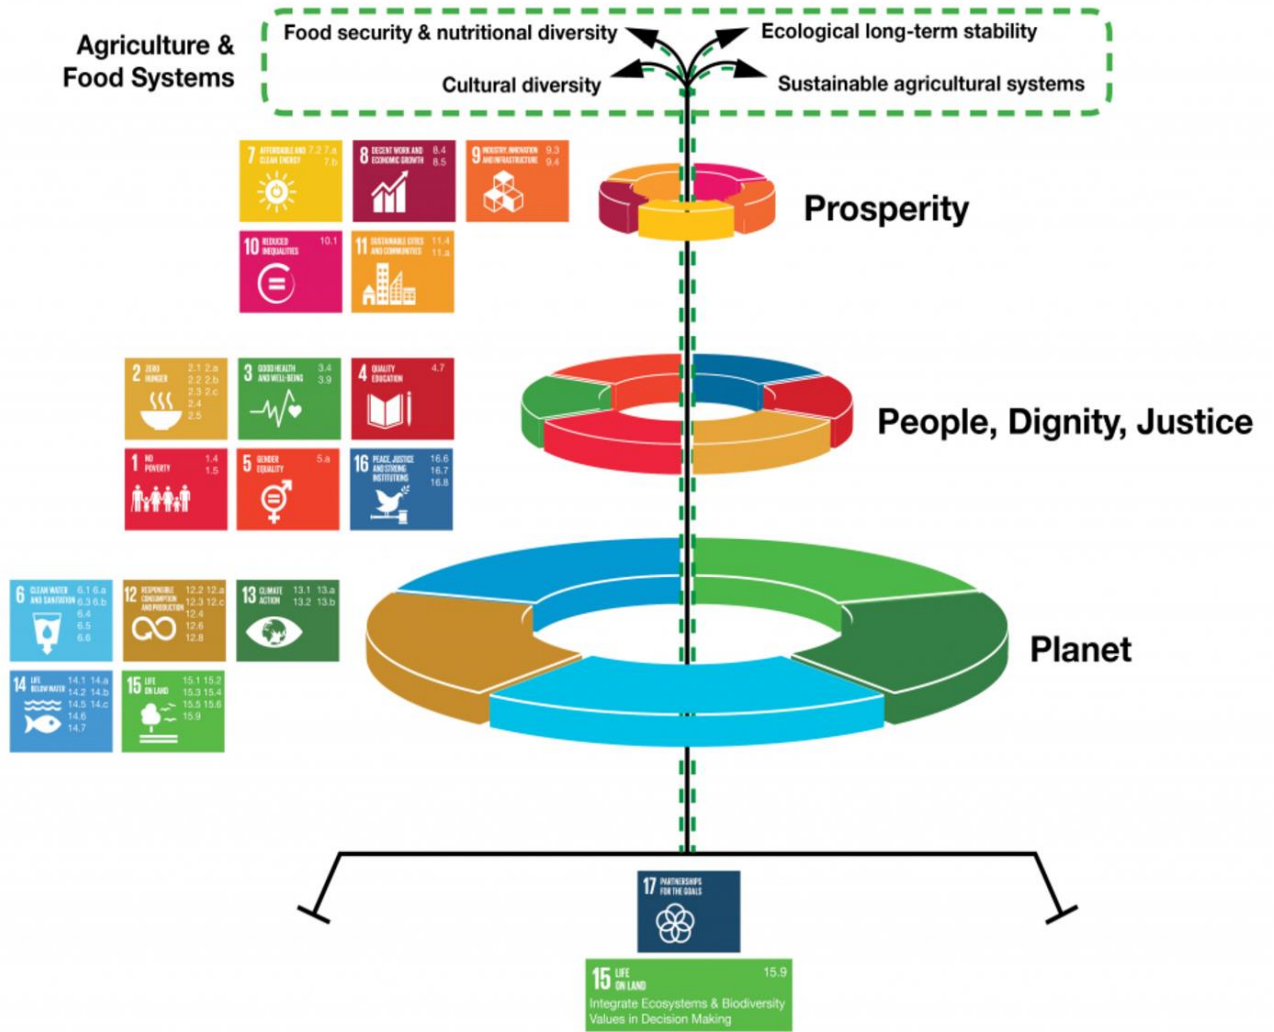 Agriculture &
Food Systems
Food security & nutritional diversity
Ecological long-term stability
Cultural diversity
Sustainable agricultural systems
7 AFFORDABLE AND 7.2 7.a
CLEAN ENERGY 7.b
8 DECENT WORK AND 8.4
ECONOMIC GROWTH 8.5
9 INDUSTRY, INNOVATION 9.3
AND INFRASTRUCTURE 9.4
10 REDUCED 10.1
INEQUALITIES
11 SUSTAINABLE CITIES 11.4
AND COMMUNITIES 11.a
Prosperity
2 ZERO 2.1 2.a
HUNGER 2.2 2.b
2.3 2.c
2.4
2.5
3 GOOD HEALTH 3.4
AND WELL-BEING 3.9
4 QUALITY 4.7
EDUCATION
1 NO 1.4
POVERTY 1.5
5 GENDER 5.a
EQUALITY
16 PEACE, JUSTICE 16.6
AND STRONG 16.7
INSTITUTIONS 16.8
People, Dignity, Justice
6 CLEAN WATER 6.1 6.a
AND SANITATION 6.3 6.b
6.4
6.5
6.6
12 RESPONSIBLE 12.2 12.a
CONSUMPTION 12.3 12.c
AND PRODUCTION 12.4
12.6
12.8
13 CLIMATE 13.1 13.a
ACTION 13.2 13.b
14 LIFE 14.1 14.a
BELOW WATER 14.2 14.b
14.5 14.c
14.6
14.7
15 LIFE 15.1 15.2
ON LAND 15.3 15.4
15.5 15.6
15.9
Planet
17 PARTNERSHIPS
FOR THE GOALS
15 LIFE 15.9
ON LAND
Integrate Ecosystems & Biodiversity
Values in Decision Making